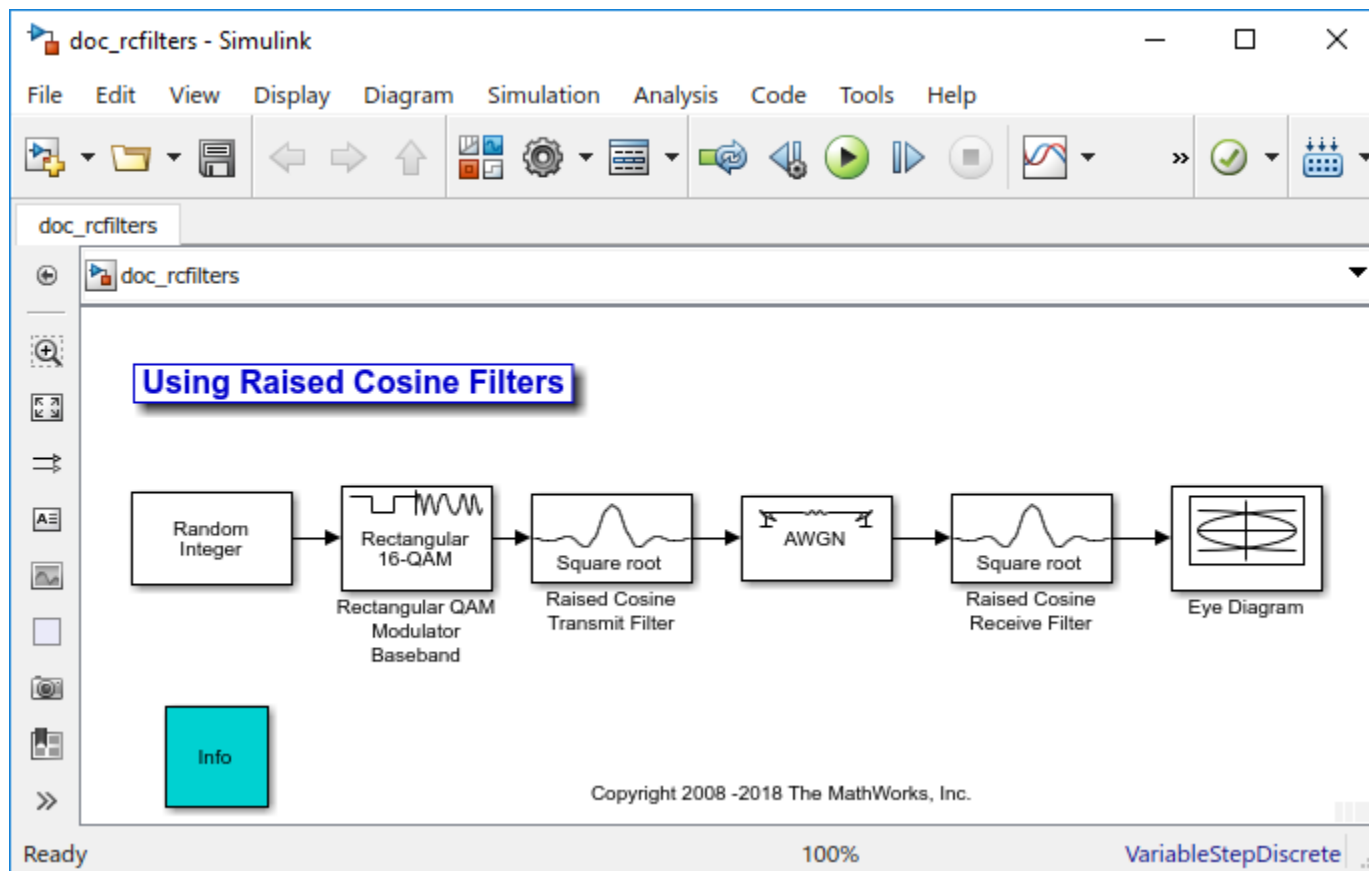 doc_rcfilters - Simulink
File Edit View Display Diagram Simulation Analysis Code Tools Help
doc_rcfilters
doc_rcfilters
Using Raised Cosine Filters
Random
Integer
Rectangular
16-QAM
Rectangular QAM
Modulator
Baseband
Square root
Raised Cosine
Transmit Filter
AWGN
Square root
Raised Cosine
Receive Filter
Eye Diagram
Info
Copyright 2008 -2018 The MathWorks, Inc.
Ready 100% VariableStepDiscrete